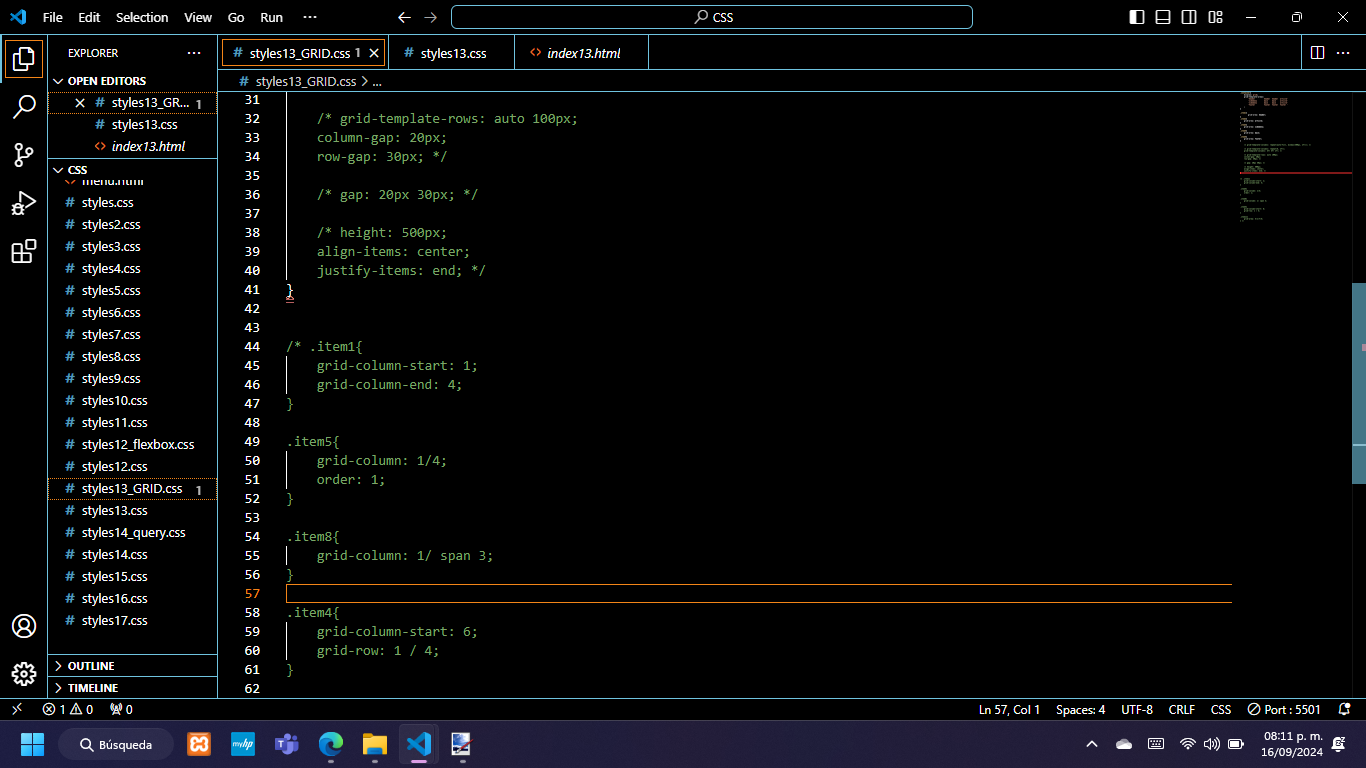 File Edit Selection View Go Run ··· CSS
EXPLORER ···
styles13_GRID.css 1 styles13.css index13.html
OPEN EDITORS
styles13_GRID.css > ...
styles13_GR... 1
styles13.css
index13.html
CSS
menu.html
styles.css
styles2.css
styles3.css
styles4.css
styles5.css
styles6.css
styles7.css
styles8.css
styles9.css
styles10.css
styles11.css
styles12_flexbox.css
styles12.css
styles13_GRID.css 1
styles13.css
styles14_query.css
styles14.css
styles15.css
styles16.css
styles17.css
OUTLINE
TIMELINE
31
32 /* grid-template-rows: auto 100px;
33 column-gap: 20px;
34 row-gap: 30px; */
35
36 /* gap: 20px 30px; */
37
38 /* height: 500px;
39 align-items: center;
40 justify-items: end; */
41 }
42
43
44 /* .item1{
45 grid-column-start: 1;
46 grid-column-end: 4;
47 }
48
49 .item5{
50 grid-column: 1/4;
51 order: 1;
52 }
53
54 .item8{
55 grid-column: 1/ span 3;
56 }
57
58 .item4{
59 grid-column-start: 6;
60 grid-row: 1 / 4;
61 }
62
1 0 0 Ln 57, Col 1 Spaces: 4 UTF-8 CRLF CSS Port : 5501
Búsqueda myhp 08:11 p. m.
16/09/2024